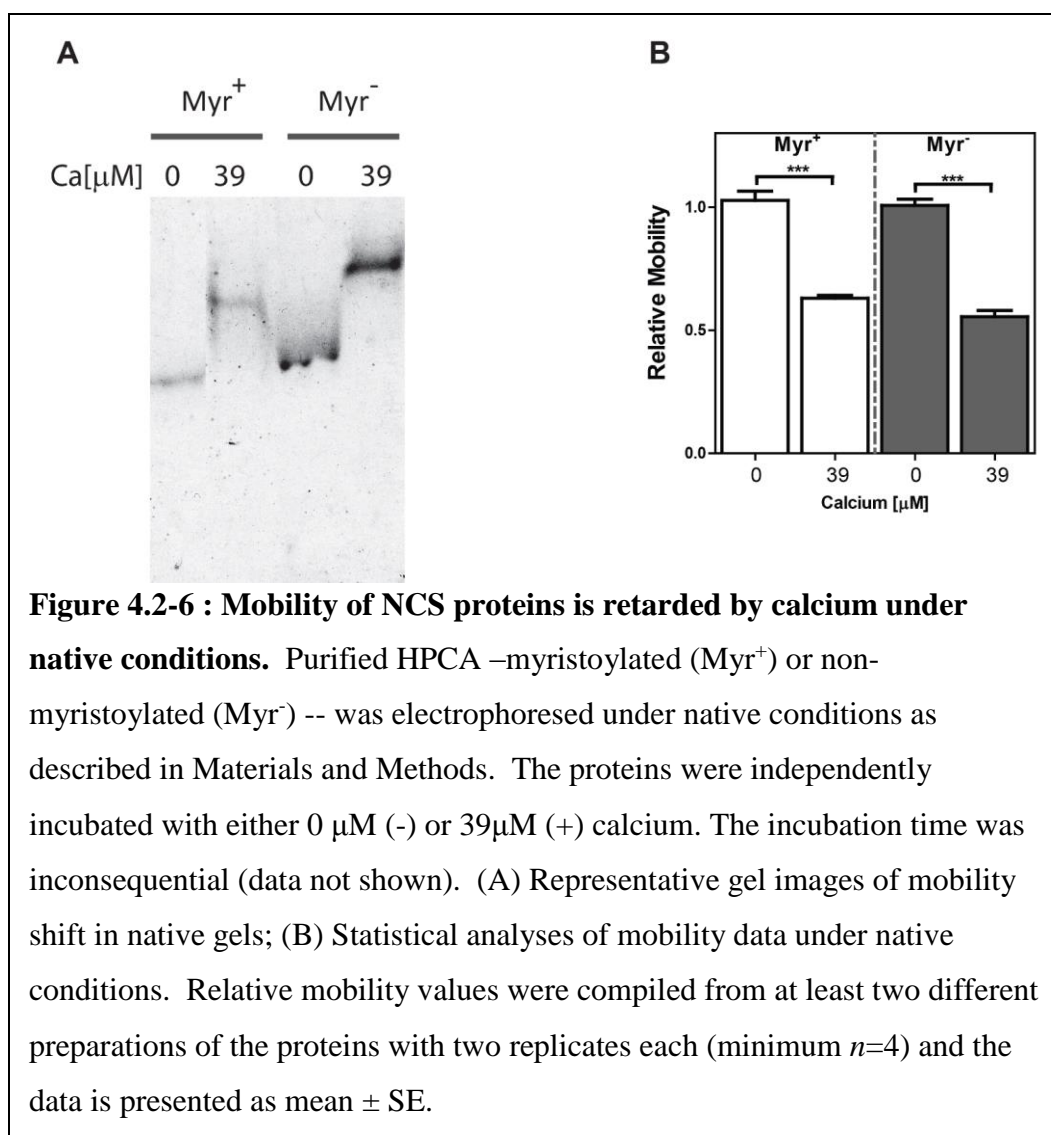 A
B
Myr+ Myr-
Ca[μM] 0 39 0 39
Myr+ Myr-
*** ***
1.0
0.5
0.0
Relative Mobility
0 39 0 39
Calcium [μM]
Figure 4.2-6 : Mobility of NCS proteins is retarded by calcium under
native conditions. Purified HPCA –myristoylated (Myr+) or non-
myristoylated (Myr-) -- was electrophoresed under native conditions as
described in Materials and Methods. The proteins were independently
incubated with either 0 μM (-) or 39μM (+) calcium. The incubation time was
inconsequential (data not shown). (A) Representative gel images of mobility
shift in native gels; (B) Statistical analyses of mobility data under native
conditions. Relative mobility values were compiled from at least two different
preparations of the proteins with two replicates each (minimum n=4) and the
data is presented as mean ± SE.